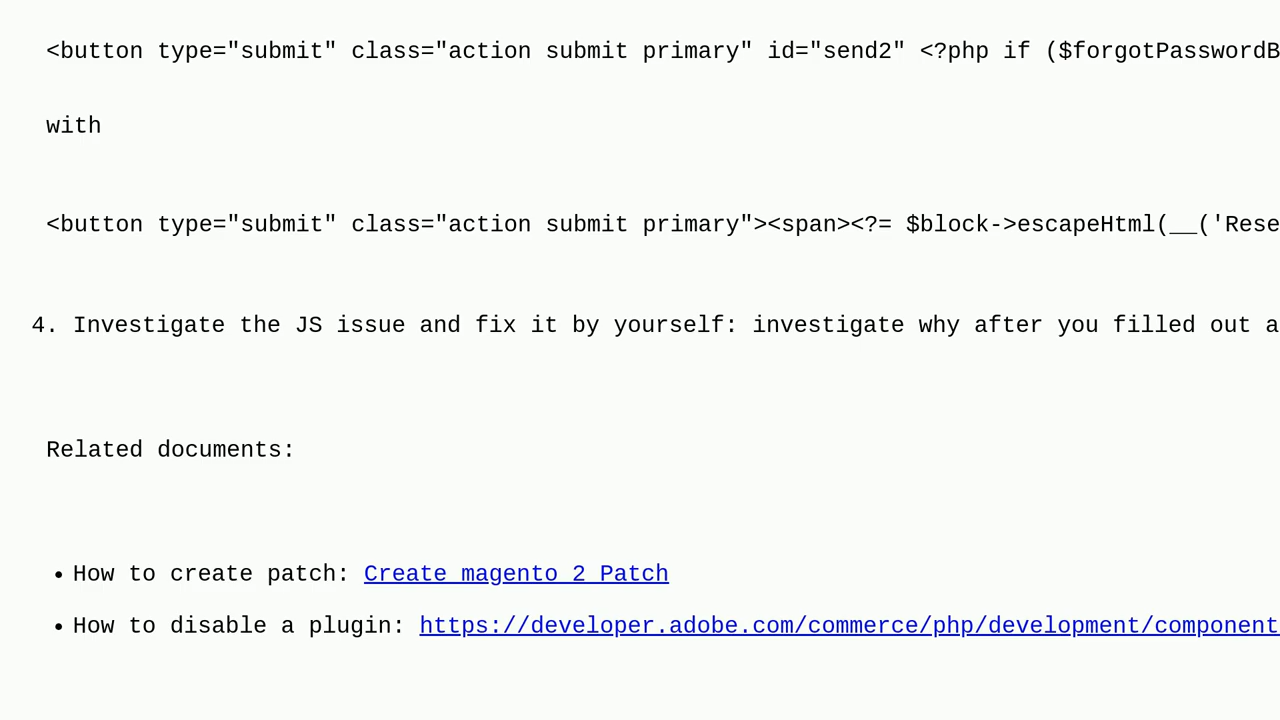 <button type="submit" class="action submit primary" id="send2" <?php if ($forgotPasswordB
with
<button type="submit" class="action submit primary"><span><?= $block->escapeHtml(__('Rese
4. Investigate the JS issue and fix it by yourself: investigate why after you filled out a
Related documents:
• How to create patch: Create magento 2 Patch
• How to disable a plugin: https://developer.adobe.com/commerce/php/development/component